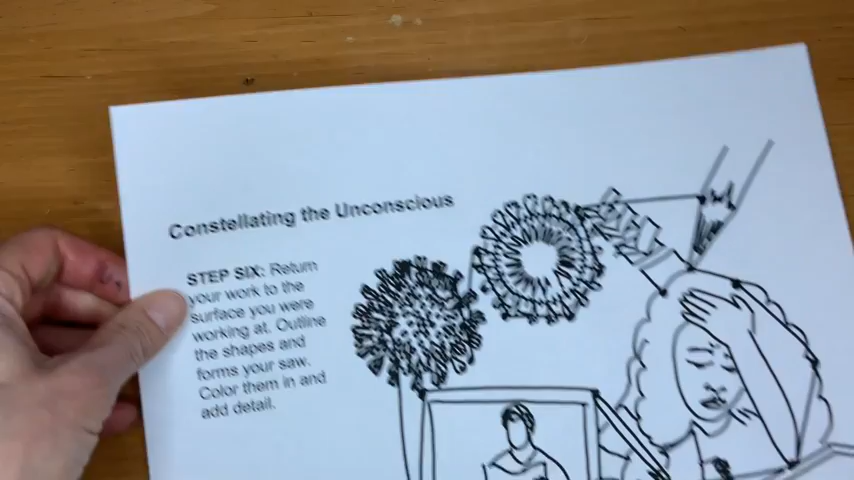 Constellating the Unconscious
STEP SIX: Return
your work to the
surface you were
working at. Outline
the shapes and
forms your saw.
Color them in and
add detail.